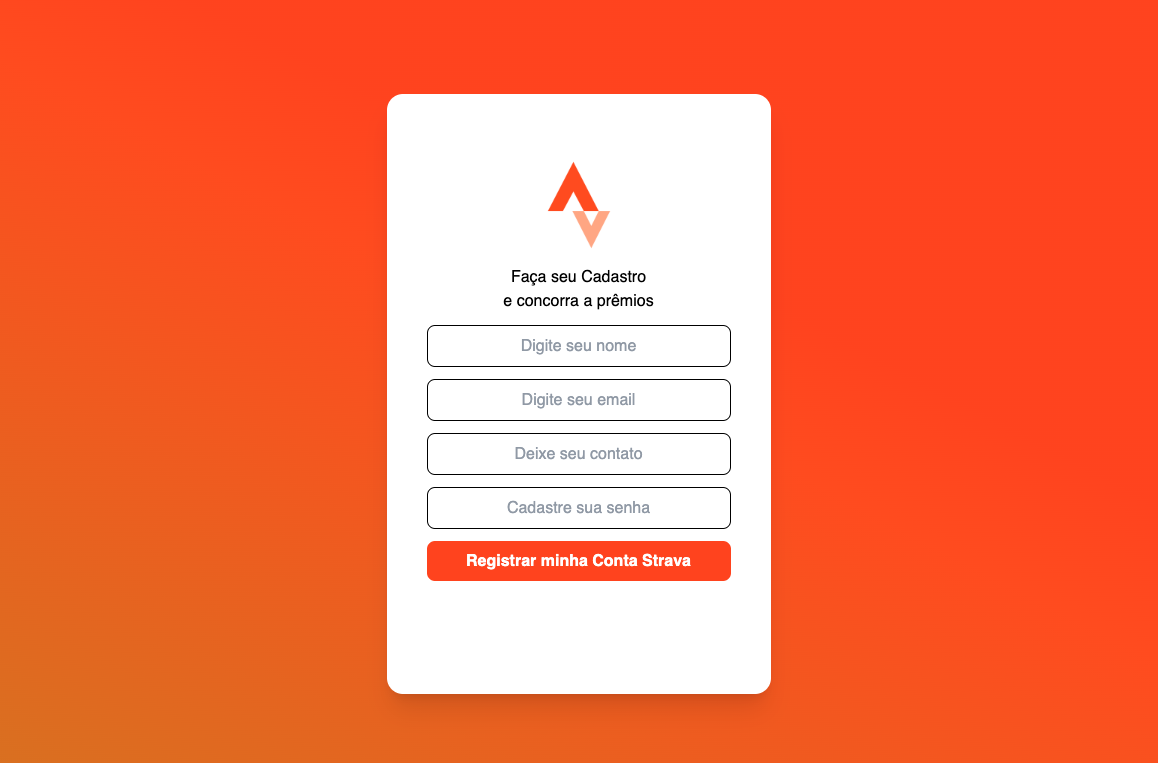 Faça seu Cadastro
e concorra a prêmios
Digite seu nome
Digite seu email
Deixe seu contato
Cadastre sua senha
Registrar minha Conta Strava